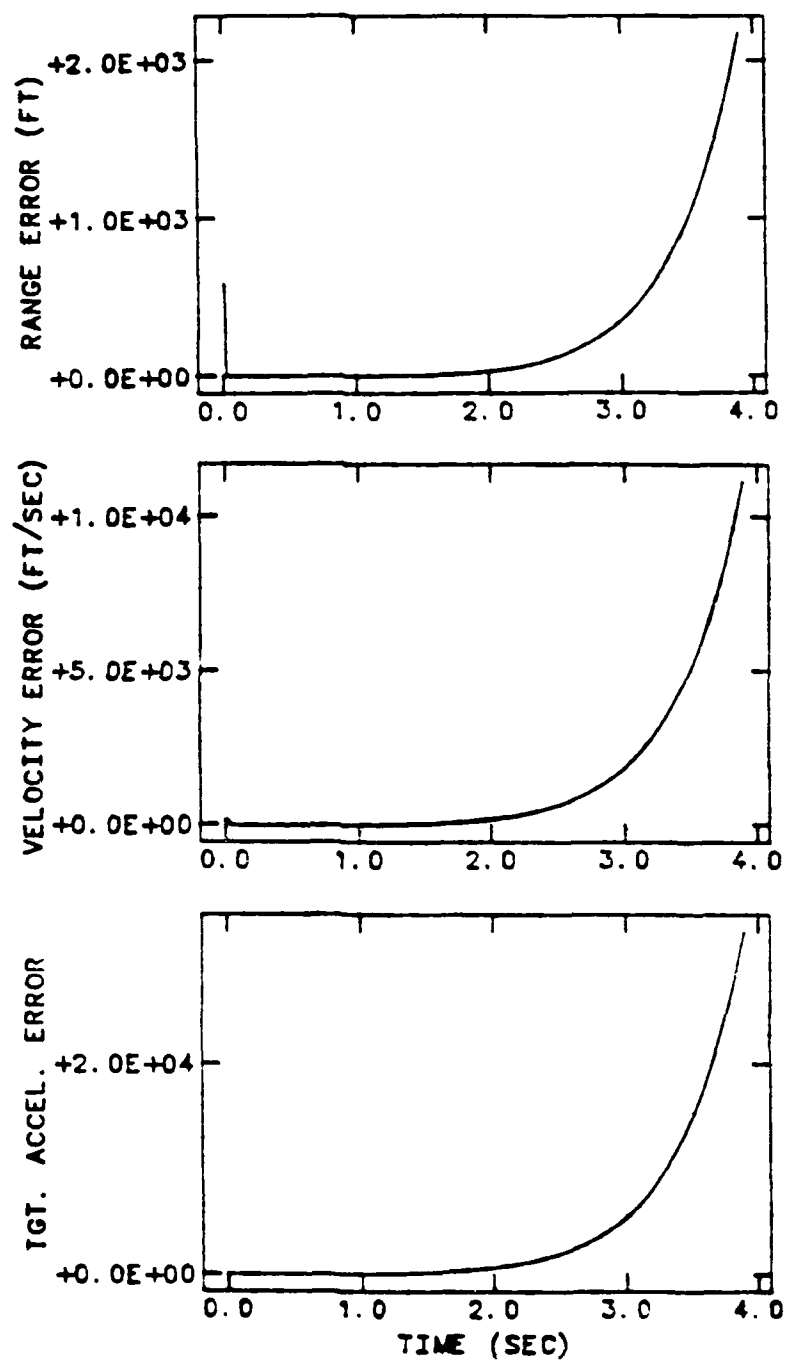 RANGE ERROR (FT)
+2.0E+03
+1.0E+03
+0.0E+00
0.0 1.0 2.0 3.0 4.0
VELOCITY ERROR (FT/SEC)
+1.0E+04
+5.0E+03
+0.0E+00
0.0 1.0 2.0 3.0 4.0
TGT. ACCEL. ERROR
+2.0E+04
+0.0E+00
0.0 1.0 2.0 3.0 4.0
TIME (SEC)